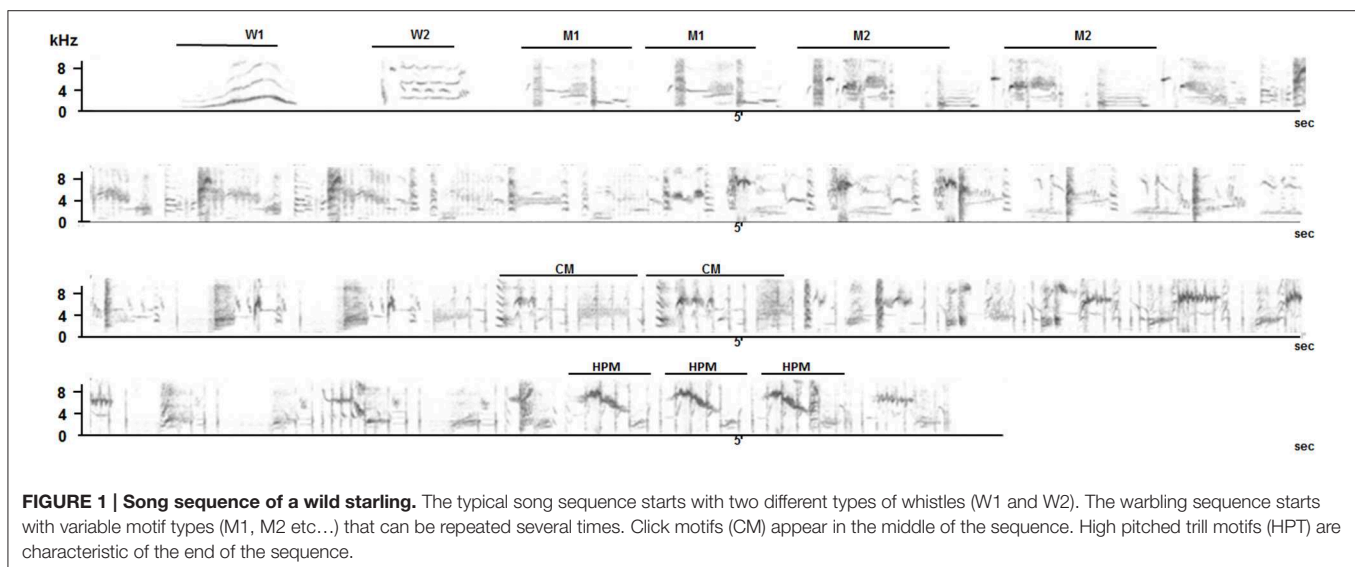 W1 W2 M1 M1 M2 M2
kHz
8
4
0
5'
sec
8
4
0
5'
sec
CM CM
8
4
0
5'
sec
HPM HPM HPM
8
4
0
5'
sec
FIGURE 1 | Song sequence of a wild starling. The typical song sequence starts with two different types of whistles (W1 and W2). The warbling sequence starts
with variable motif types (M1, M2 etc…) that can be repeated several times. Click motifs (CM) appear in the middle of the sequence. High pitched trill motifs (HPT) are
characteristic of the end of the sequence.